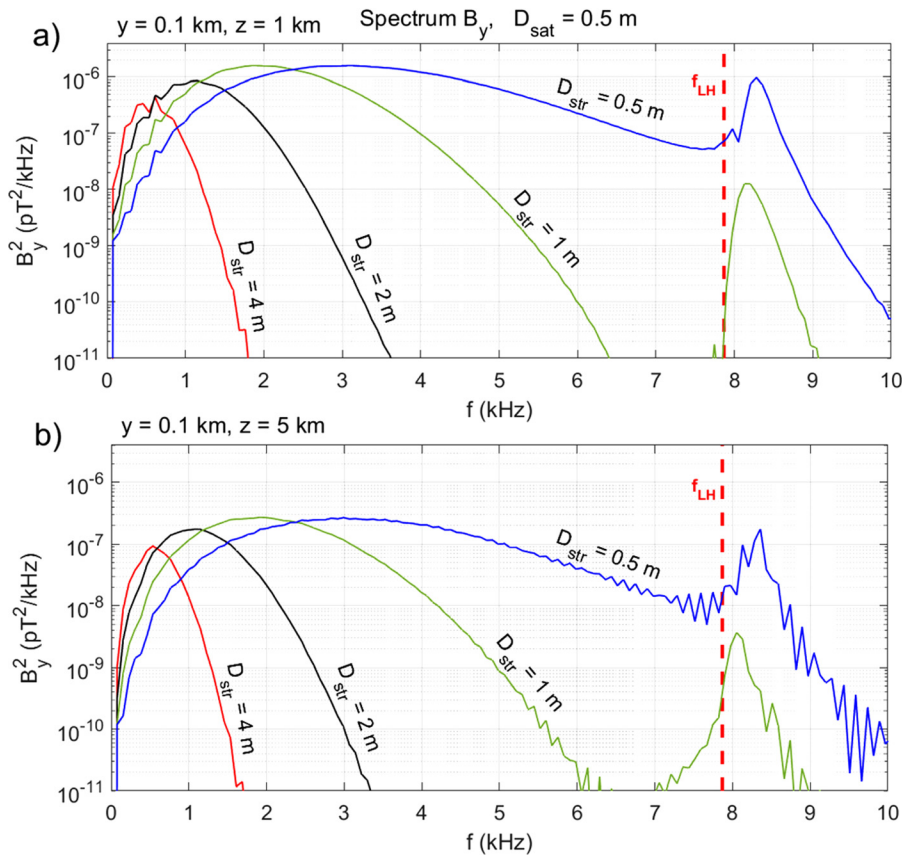 y = 0.1 km, z = 1 km Spectrum B_y, D_sat = 0.5 m
a)
10^-6
10^-7
10^-8
10^-9
10^-10
10^-11
B_y^2 (pT^2/kHz)
f_LH
D_str = 0.5 m
D_str = 1 m
D_str = 2 m
D_str = 4 m
0 1 2 3 4 5 6 7 8 9 10
f (kHz)
b)
y = 0.1 km, z = 5 km
10^-6
10^-7
10^-8
10^-9
10^-10
10^-11
B_y^2 (pT^2/kHz)
f_LH
D_str = 0.5 m
D_str = 1 m
D_str = 2 m
D_str = 4 m
0 1 2 3 4 5 6 7 8 9 10
f (kHz)